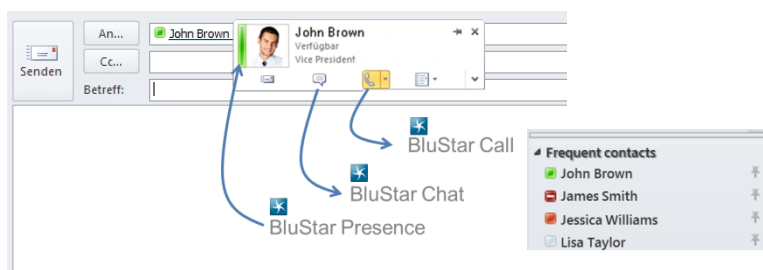 An...
John Brown
John Brown
Verfügbar
Vice President
Senden
Cc...
Betreff:
BluStar Call
BluStar Chat
BluStar Presence
Frequent contacts
John Brown
James Smith
Jessica Williams
Lisa Taylor